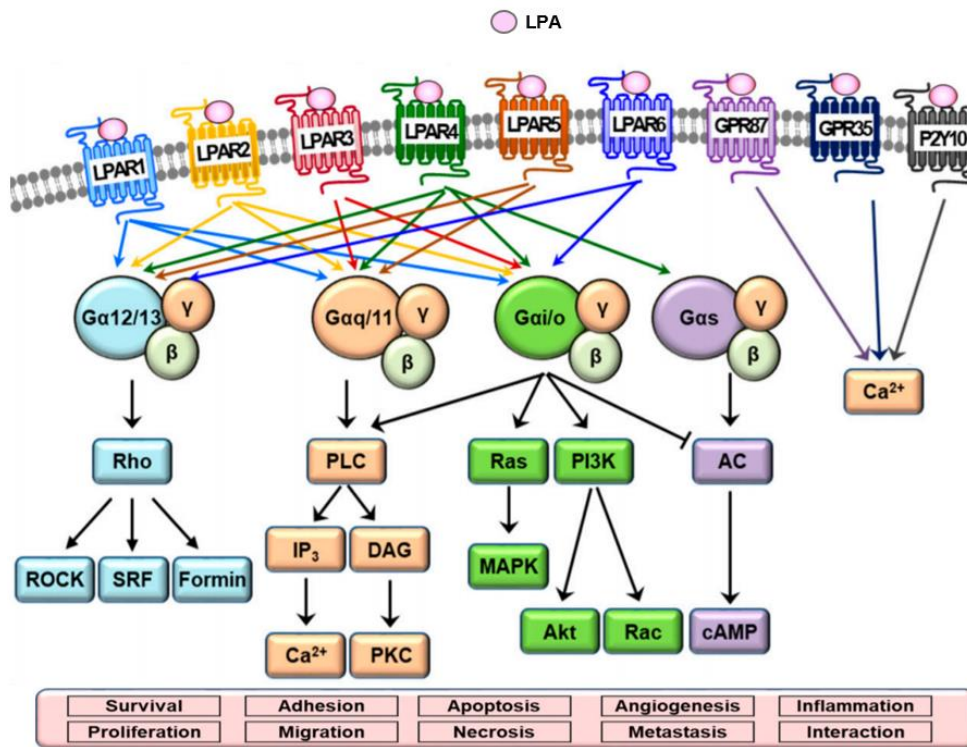 LPA
LPAR1 LPAR2 LPAR3 LPAR4 LPAR5 LPAR6 GPR87 GPR35 P2Y10
Gα12/13 γ β Gαq/11 γ β Gαi/o γ β Gαs γ β
Ca²⁺
Rho PLC Ras PI3K AC
IP₃ DAG
ROCK SRF Formin MAPK
Akt Rac cAMP
Ca²⁺ PKC
Survival Adhesion Apoptosis Angiogenesis Inflammation
Proliferation Migration Necrosis Metastasis Interaction